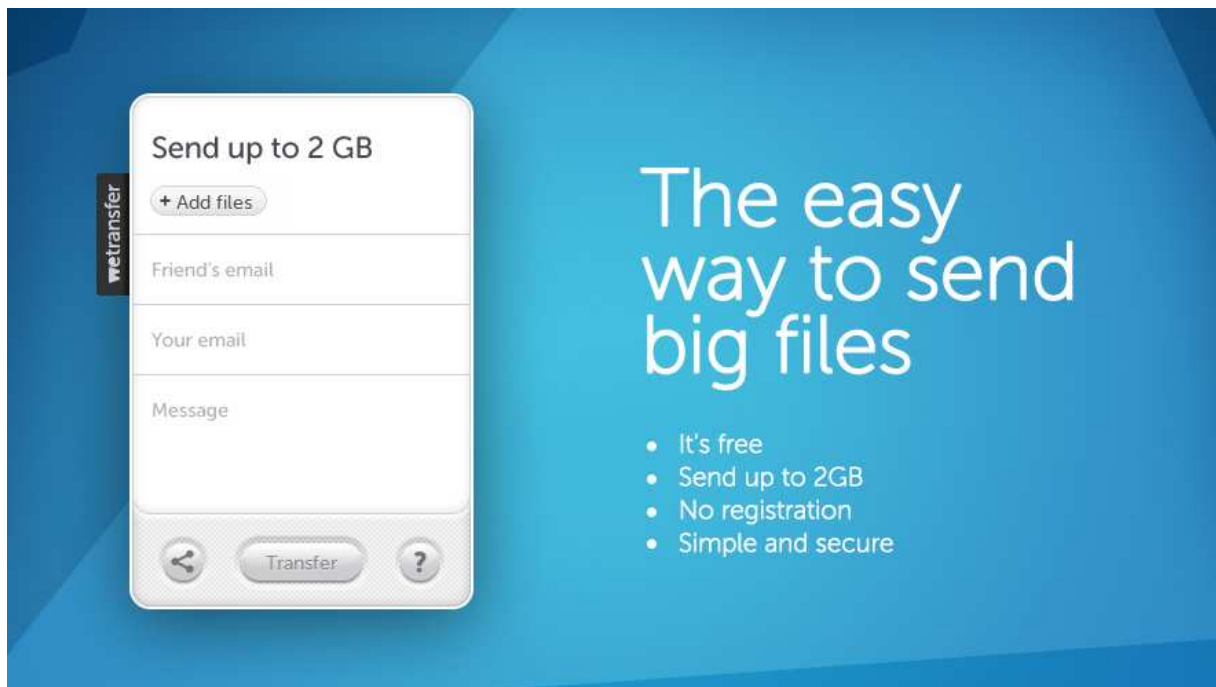 Send up to 2 GB
+ Add files
wetransfer
Friend's email
Your email
Message
Transfer
?
The easy
way to send
big files
• It's free
• Send up to 2GB
• No registration
• Simple and secure